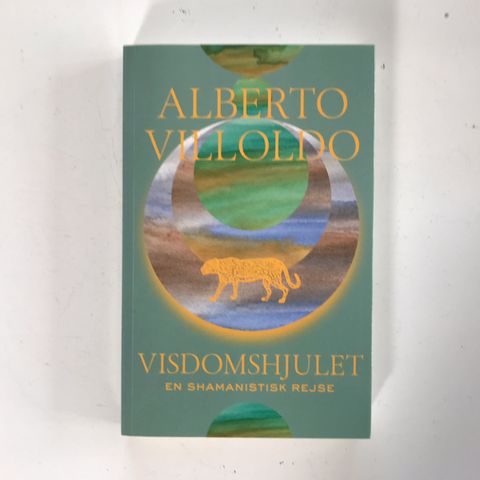 ALBERTO
VILLOLDO
VISDOMSHJULET
EN SHAMANISTISK REJSE